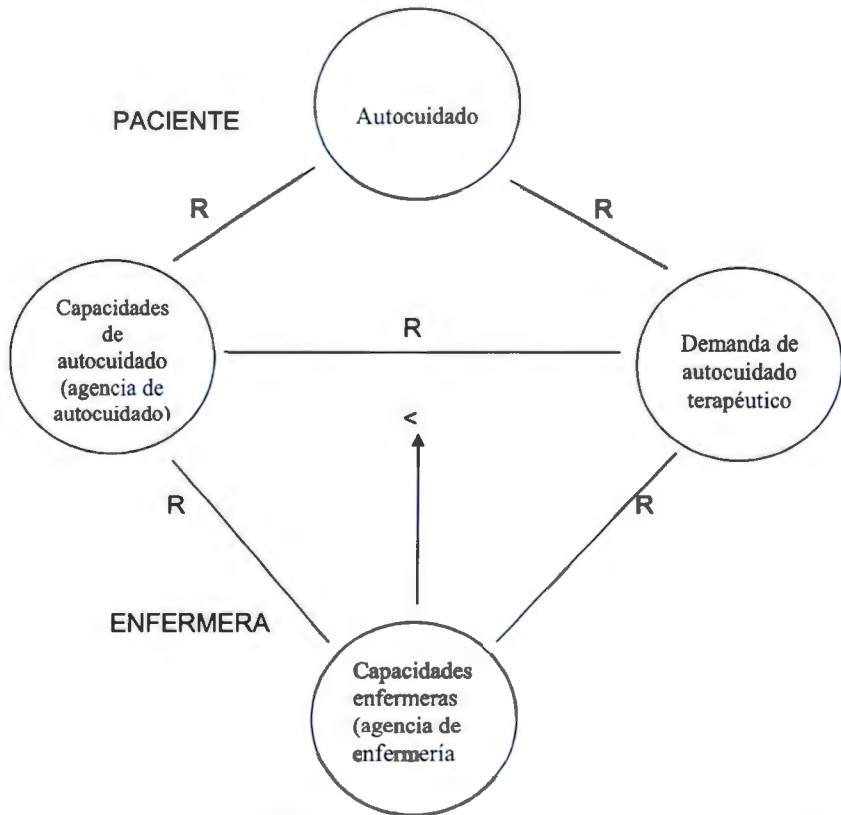 Autocuidado
PACIENTE
R
R
Capacidades
de
autocuidado
(agencia de
autocuidado)
R
Demanda de
autocuidado
terapéutico
<
R
R
ENFERMERA
Capacidades
enfermeras
(agencia de
enfermería